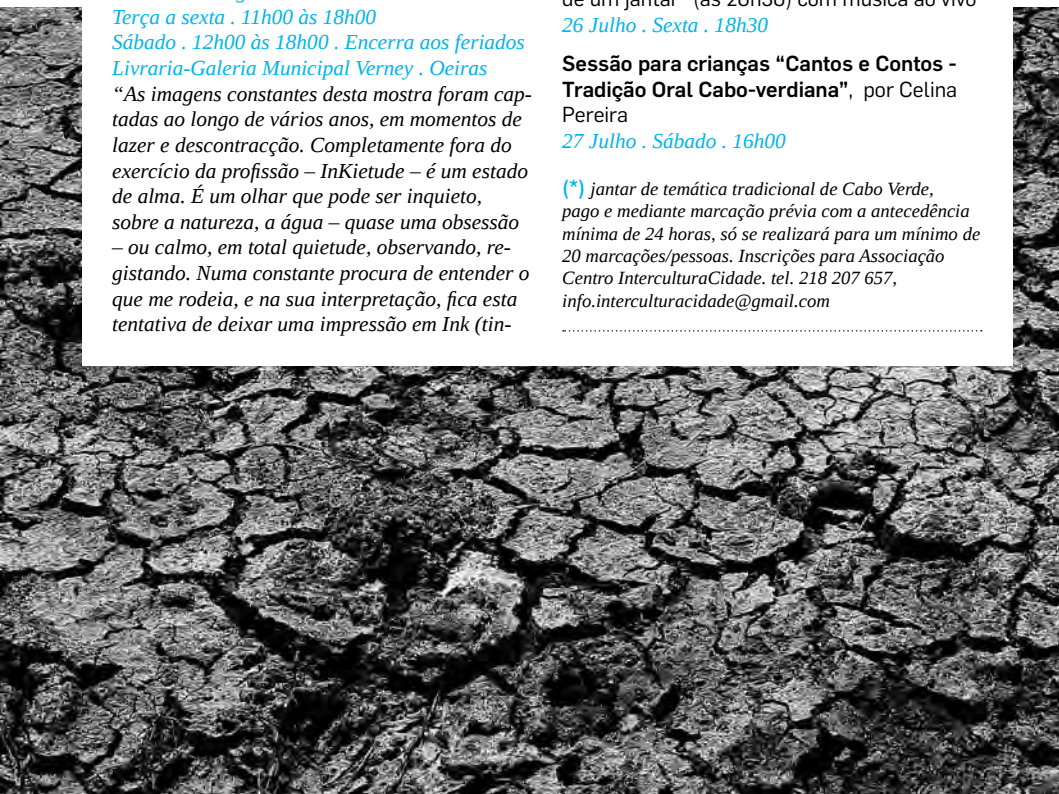 Terça a sexta . 11h00 às 18h00
Sábado . 12h00 às 18h00 . Encerra aos feriados
Livraria-Galeria Municipal Verney . Oeiras
“As imagens constantes desta mostra foram cap-
tadas ao longo de vários anos, em momentos de
lazer e descontracção. Completamente fora do
exercício da profissão – InKietude – é um estado
de alma. É um olhar que pode ser inquieto,
sobre a natureza, a água – quase uma obsessão
– ou calmo, em total quietude, observando, re-
gistando. Numa constante procura de entender o
que me rodeia, e na sua interpretação, fica esta
tentativa de deixar uma impressão em Ink (tin-
de um jantar (às 20h30) com música ao vivo
26 Julho . Sexta . 18h30
Sessão para crianças “Cantos e Contos -
Tradição Oral Cabo-verdiana”, por Celina
Pereira
27 Julho . Sábado . 16h00
(*) jantar de temática tradicional de Cabo Verde,
pago e mediante marcação prévia com a antecedência
mínima de 24 horas, só se realizará para um mínimo de
20 marcações/pessoas. Inscrições para Associação
Centro InterculturaCidade. tel. 218 207 657,
info.interculturacidade@gmail.com